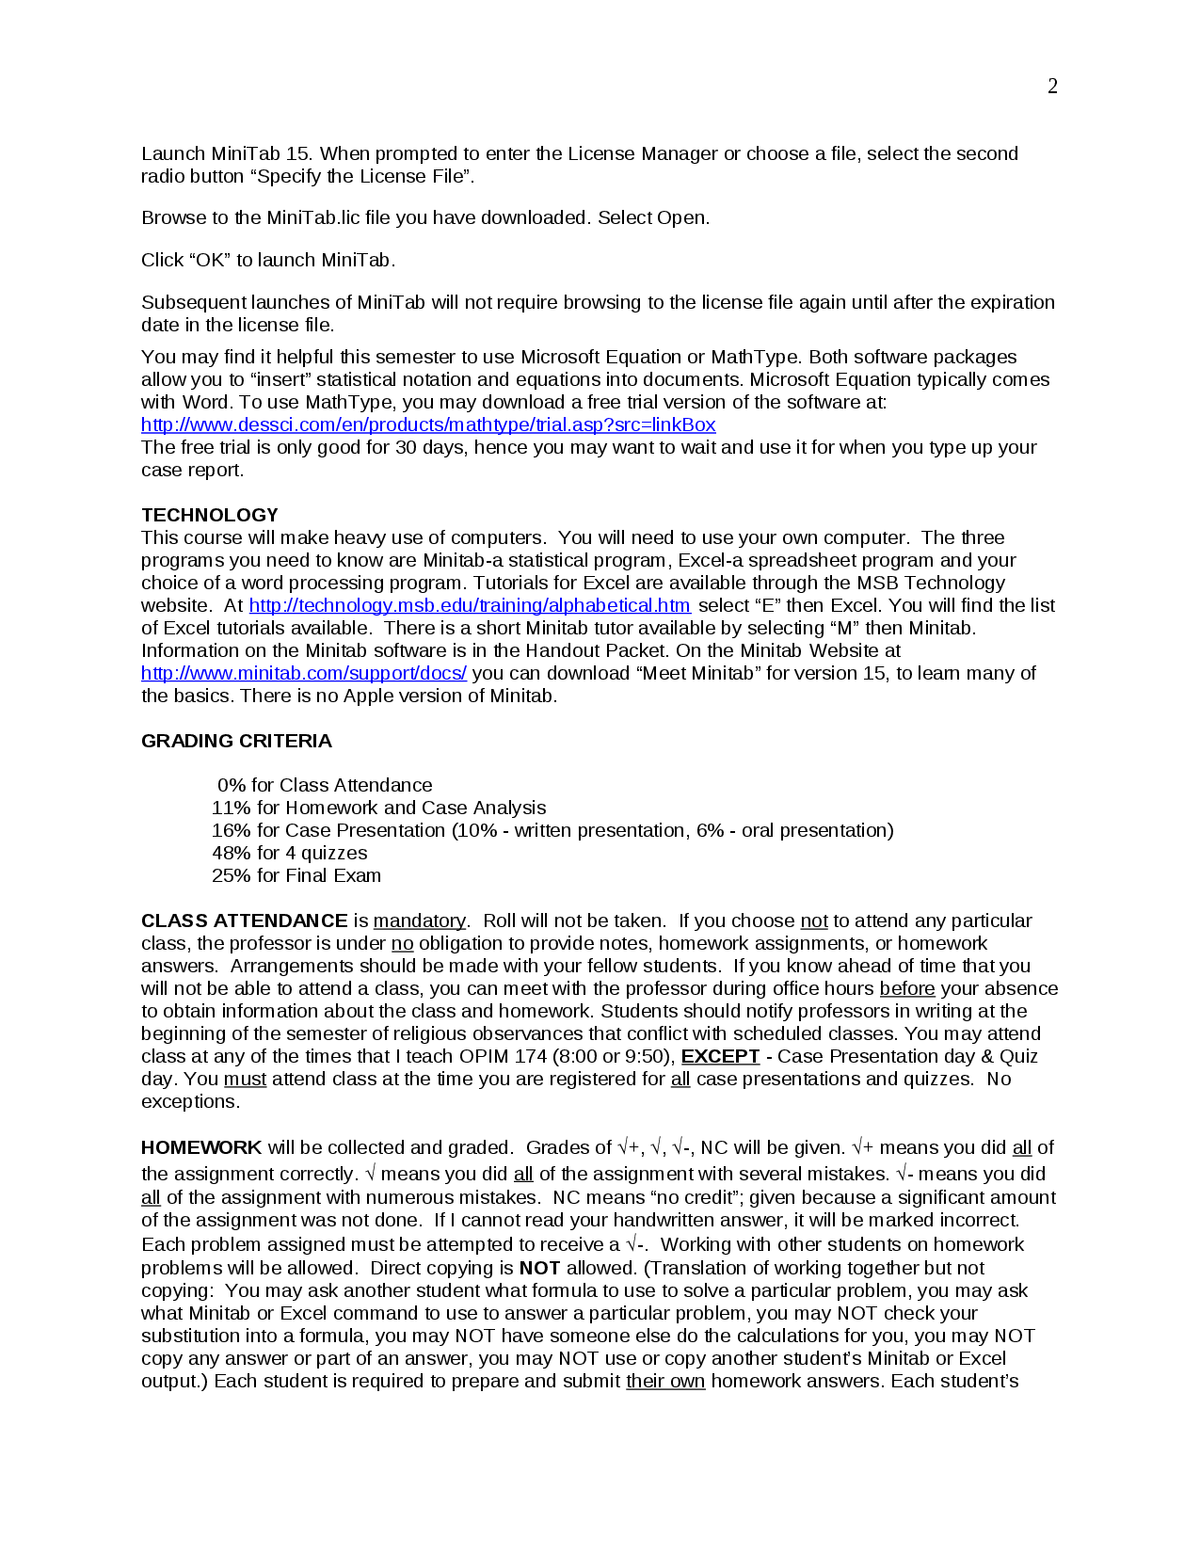 2
Launch MiniTab 15. When prompted to enter the License Manager or choose a file, select the second
radio button “Specify the License File”.
Browse to the MiniTab.lic file you have downloaded. Select Open.
Click “OK” to launch MiniTab.
Subsequent launches of MiniTab will not require browsing to the license file again until after the expiration
date in the license file.
You may find it helpful this semester to use Microsoft Equation or MathType. Both software packages
allow you to “insert” statistical notation and equations into documents. Microsoft Equation typically comes
with Word. To use MathType, you may download a free trial version of the software at:
http://www.dessci.com/en/products/mathtype/trial.asp?src=linkBox
The free trial is only good for 30 days, hence you may want to wait and use it for when you type up your
case report.
TECHNOLOGY
This course will make heavy use of computers.  You will need to use your own computer.  The three
programs you need to know are Minitab-a statistical program, Excel-a spreadsheet program and your
choice of a word processing program. Tutorials for Excel are available through the MSB Technology
website.  At http://technology.msb.edu/training/alphabetical.htm select “E” then Excel. You will find the list
of Excel tutorials available.  There is a short Minitab tutor available by selecting “M” then Minitab.
Information on the Minitab software is in the Handout Packet. On the Minitab Website at
http://www.minitab.com/support/docs/ you can download “Meet Minitab” for version 15, to learn many of
the basics. There is no Apple version of Minitab.
GRADING CRITERIA
0% for Class Attendance
11% for Homework and Case Analysis
16% for Case Presentation (10% - written presentation, 6% - oral presentation)
48% for 4 quizzes
25% for Final Exam
CLASS ATTENDANCE is mandatory.  Roll will not be taken.  If you choose not to attend any particular
class, the professor is under no obligation to provide notes, homework assignments, or homework
answers.  Arrangements should be made with your fellow students.  If you know ahead of time that you
will not be able to attend a class, you can meet with the professor during office hours before your absence
to obtain information about the class and homework. Students should notify professors in writing at the
beginning of the semester of religious observances that conflict with scheduled classes. You may attend
class at any of the times that I teach OPIM 174 (8:00 or 9:50), EXCEPT - Case Presentation day & Quiz
day. You must attend class at the time you are registered for all case presentations and quizzes.  No
exceptions.
HOMEWORK will be collected and graded.  Grades of √+, √, √-, NC will be given. √+ means you did all of
the assignment correctly. √ means you did all of the assignment with several mistakes. √- means you did
all of the assignment with numerous mistakes.  NC means “no credit”; given because a significant amount
of the assignment was not done.  If I cannot read your handwritten answer, it will be marked incorrect.
Each problem assigned must be attempted to receive a √-.  Working with other students on homework
problems will be allowed.  Direct copying is NOT allowed. (Translation of working together but not
copying:  You may ask another student what formula to use to solve a particular problem, you may ask
what Minitab or Excel command to use to answer a particular problem, you may NOT check your
substitution into a formula, you may NOT have someone else do the calculations for you, you may NOT
copy any answer or part of an answer, you may NOT use or copy another student’s Minitab or Excel
output.) Each student is required to prepare and submit their own homework answers. Each student’s